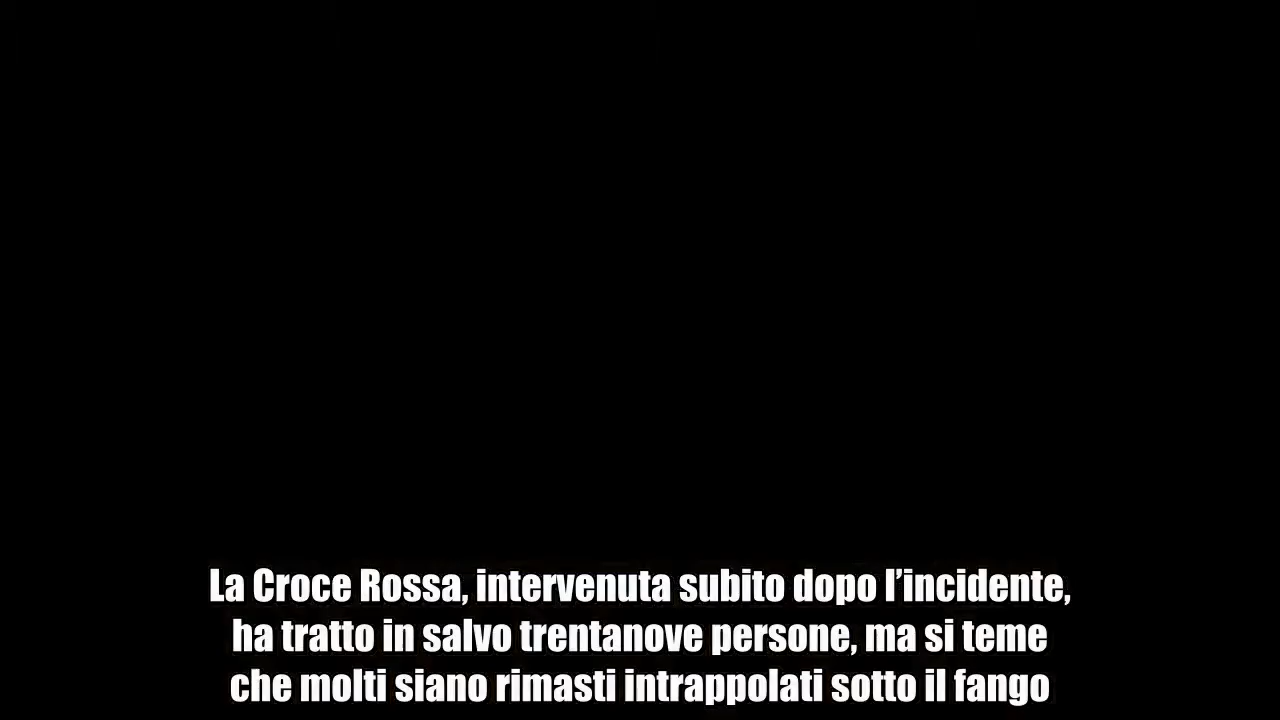 La Croce Rossa, intervenuta subito dopo l’incidente,
ha tratto in salvo trentanove persone, ma si teme
che molti siano rimasti intrappolati sotto il fango